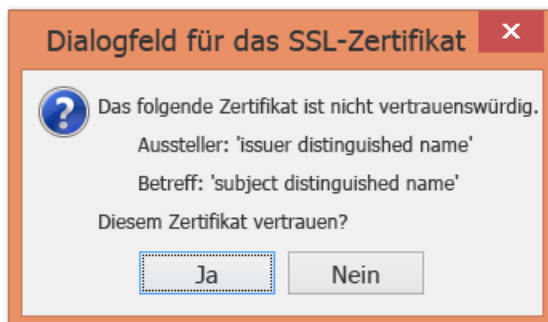 Dialogfeld für das SSL-Zertifikat
Das folgende Zertifikat ist nicht vertrauenswürdig.
Aussteller: 'issuer distinguished name'
Betreff: 'subject distinguished name'
Diesem Zertifikat vertrauen?
Ja Nein